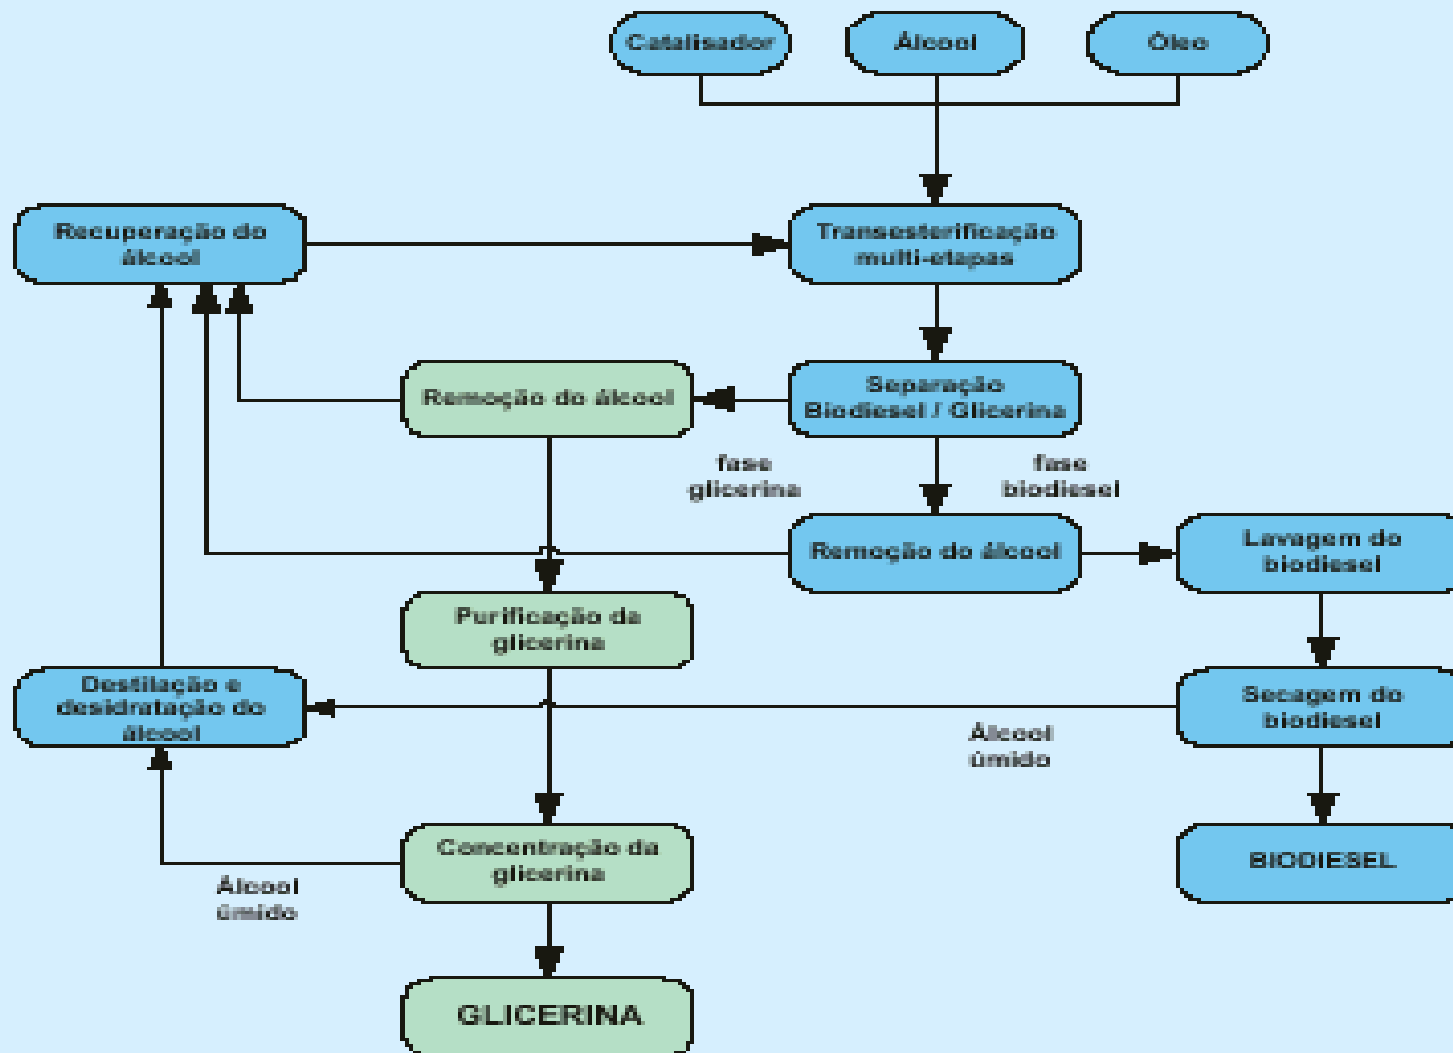 Catalisador
Álcool
Óleo
Recuperação do
álcool
Transesterificação
multi-etapas
Remoção do álcool
Separação
Biodiesel / Glicerina
fase
glicerina
fase
biodiesel
Remoção do álcool
Lavagem do
biodiesel
Purificação da
glicerina
Destilação e
desidratação do
álcool
Secagem do
biodiesel
Álcool
úmido
Concentração da
glicerina
BIODIESEL
Álcool
úmido
GLICERINA